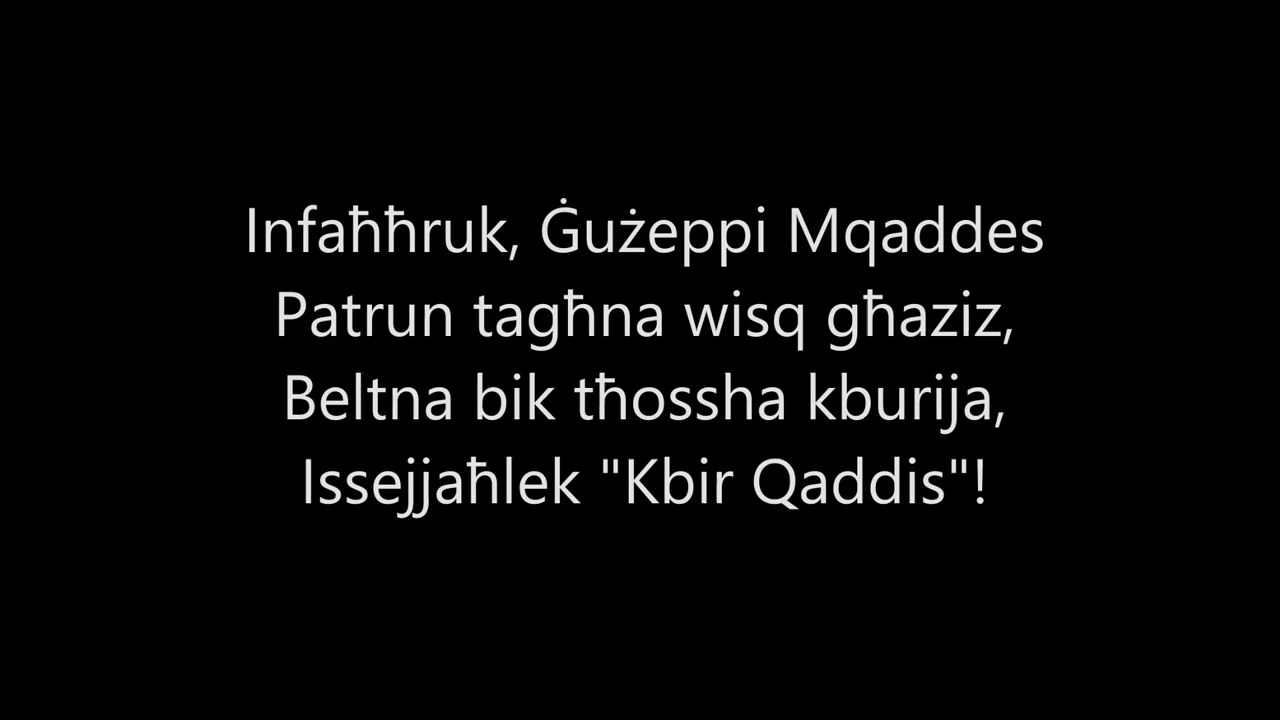 Infaħħruk, Ġużeppi Mqaddes
Patrun tagħna wisq għaziz,
Beltna bik tħossha kburija,
Issejjaħlek "Kbir Qaddis"!